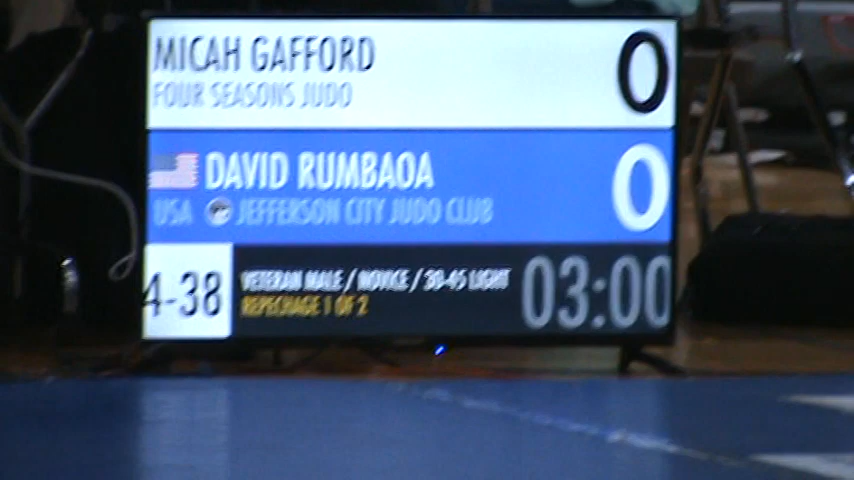 MICAH GAFFORD 0
FOUR SEASONS JUDO
DAVID RUMBAOA 0
USA JEFFERSON CITY JUDO CLUB
4-38 VETERAN MALE / NOVICE / 30-45 LIGHT 03:00
REPECHAGE 1 OF 2